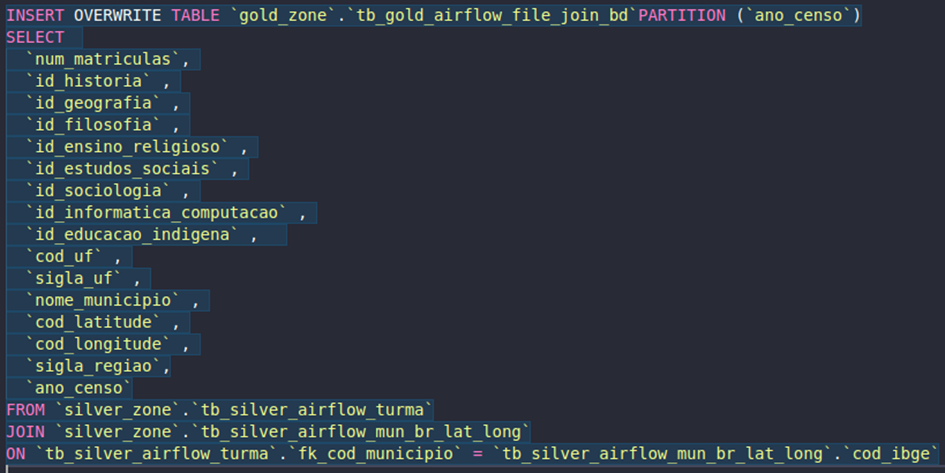 INSERT OVERWRITE TABLE `gold_zone`.`tb_gold_airflow_file_join_bd`PARTITION (`ano_censo`)
SELECT
  `num_matriculas`,
  `id_historia` ,
  `id_geografia` ,
  `id_filosofia` ,
  `id_ensino_religioso` ,
  `id_estudos_sociais` ,
  `id_sociologia` ,
  `id_informatica_computacao` ,
  `id_educacao_indigena` ,
  `cod_uf` ,
  `sigla_uf` ,
  `nome_municipio` ,
  `cod_latitude` ,
  `cod_longitude` ,
  `sigla_regiao`,
  `ano_censo`
FROM `silver_zone`.`tb_silver_airflow_turma`
JOIN `silver_zone`.`tb_silver_airflow_mun_br_lat_long`
ON `tb_silver_airflow_turma`.`fk_cod_municipio` = `tb_silver_airflow_mun_br_lat_long`.`cod_ibge`